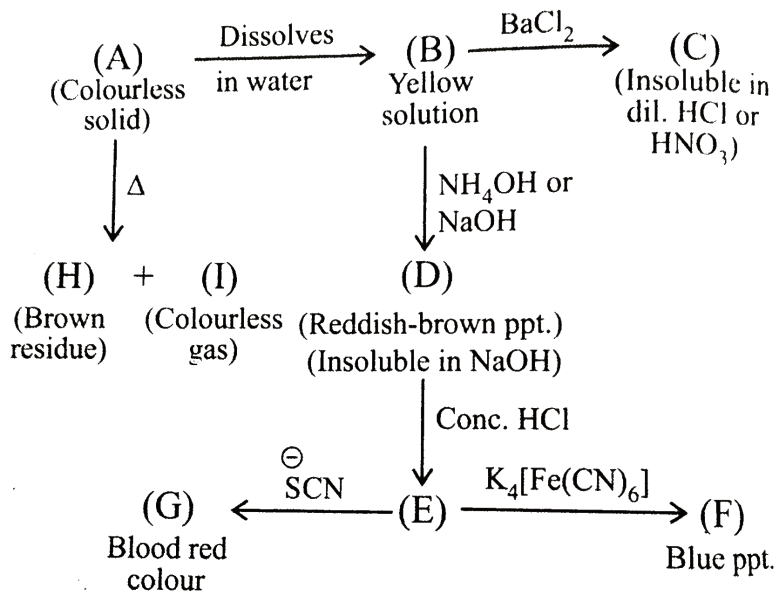 (A) Dissolves in water (B) BaCl₂ (C)
(Colourless solid)
Yellow solution
(Insoluble in dil. HCl or HNO₃)
Δ
NH₄OH or
NaOH
(H) + (I) (D)
(Brown residue)
(Colourless gas)
(Reddish-brown ppt.)
(Insoluble in NaOH)
Conc. HCl
(G) ⊖SCN (E) K₄[Fe(CN)₆] (F)
Blood red colour
Blue ppt.